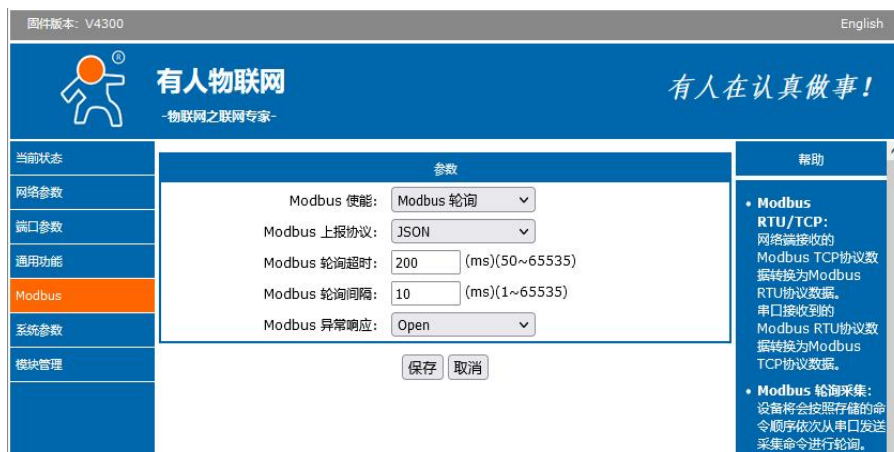 固件版本: V4300
English
®
有人物联网
-物联网之联网专家-
有人在认真做事!
当前状态
网络参数
端口参数
通用功能
Modbus
系统参数
模块管理
参数
Modbus 使能: Modbus 轮询
Modbus 上报协议: JSON
Modbus 轮询超时: 200 (ms)(50~65535)
Modbus 轮询间隔: 10 (ms)(1~65535)
Modbus 异常响应: Open
保存 取消
帮助
• Modbus
RTU/TCP:
网络端接收的
Modbus TCP协议数
据转换为Modbus
RTU协议数据。
串口接收到的
Modbus RTU协议数
据转换为Modbus
TCP协议数据。
• Modbus 轮询采集:
设备将会按照存储的命
令顺序依次从串口发送
采集命令进行轮询。